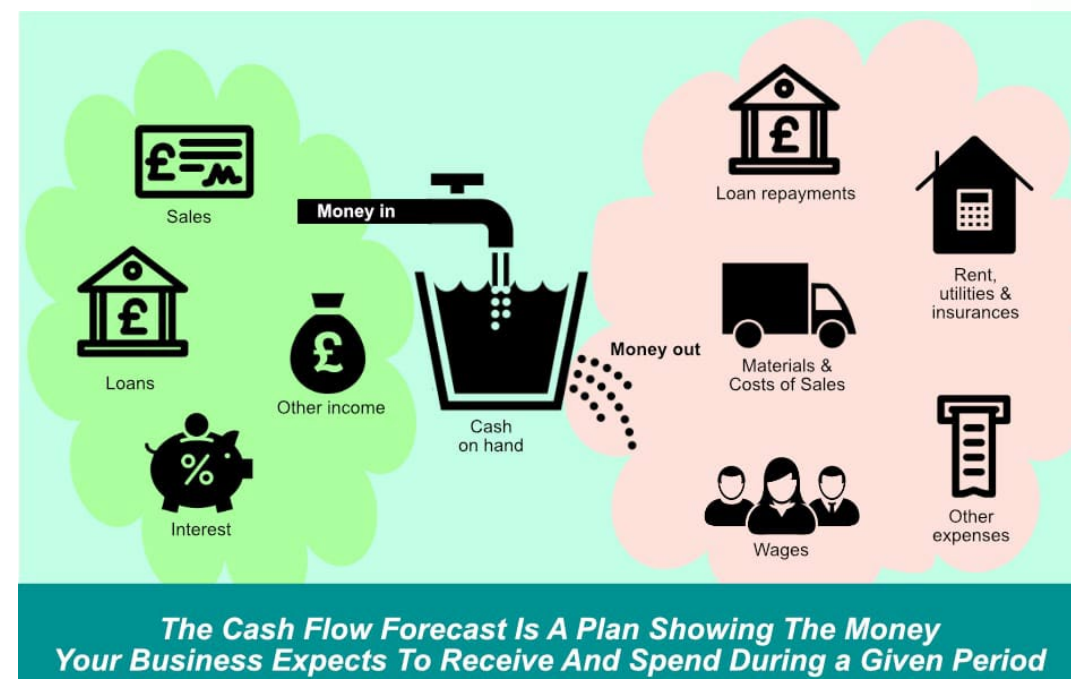 Sales
Loans
Other income
Interest
Money in
Cash
on hand
Money out
Loan repayments
Rent,
utilities &
insurances
Materials &
Costs of Sales
Wages
Other
expenses
£
£
£
%
£
The Cash Flow Forecast Is A Plan Showing The Money
Your Business Expects To Receive And Spend During a Given Period